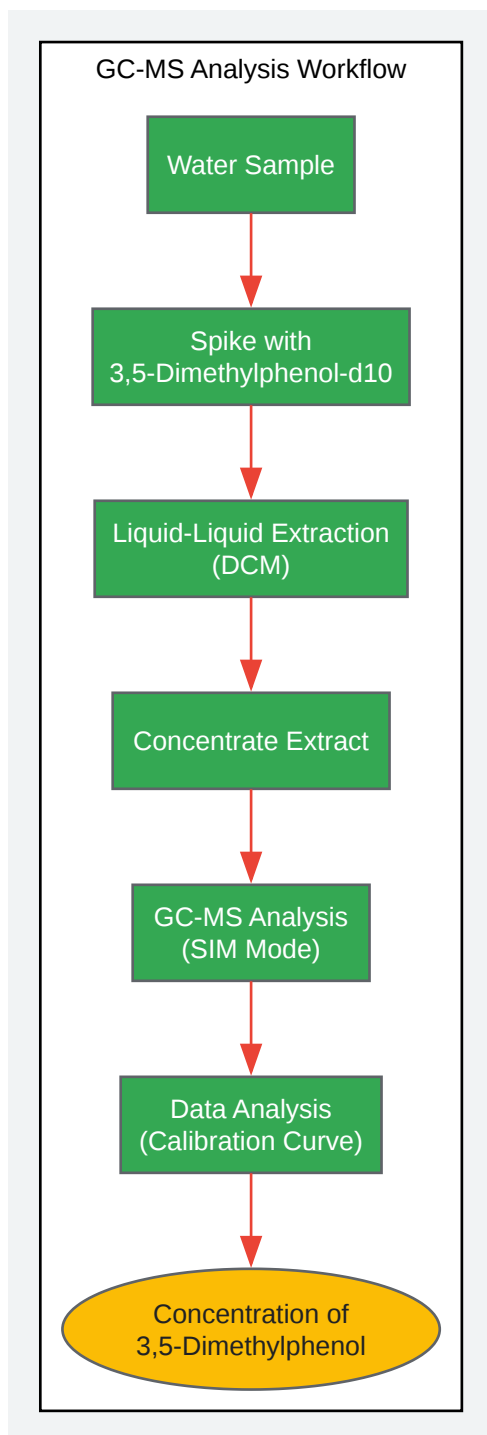 GC-MS Analysis Workflow
Water Sample
Spike with
3,5-Dimethylphenol-d10
Liquid-Liquid Extraction
(DCM)
Concentrate Extract
GC-MS Analysis
(SIM Mode)
Data Analysis
(Calibration Curve)
Concentration of
3,5-Dimethylphenol